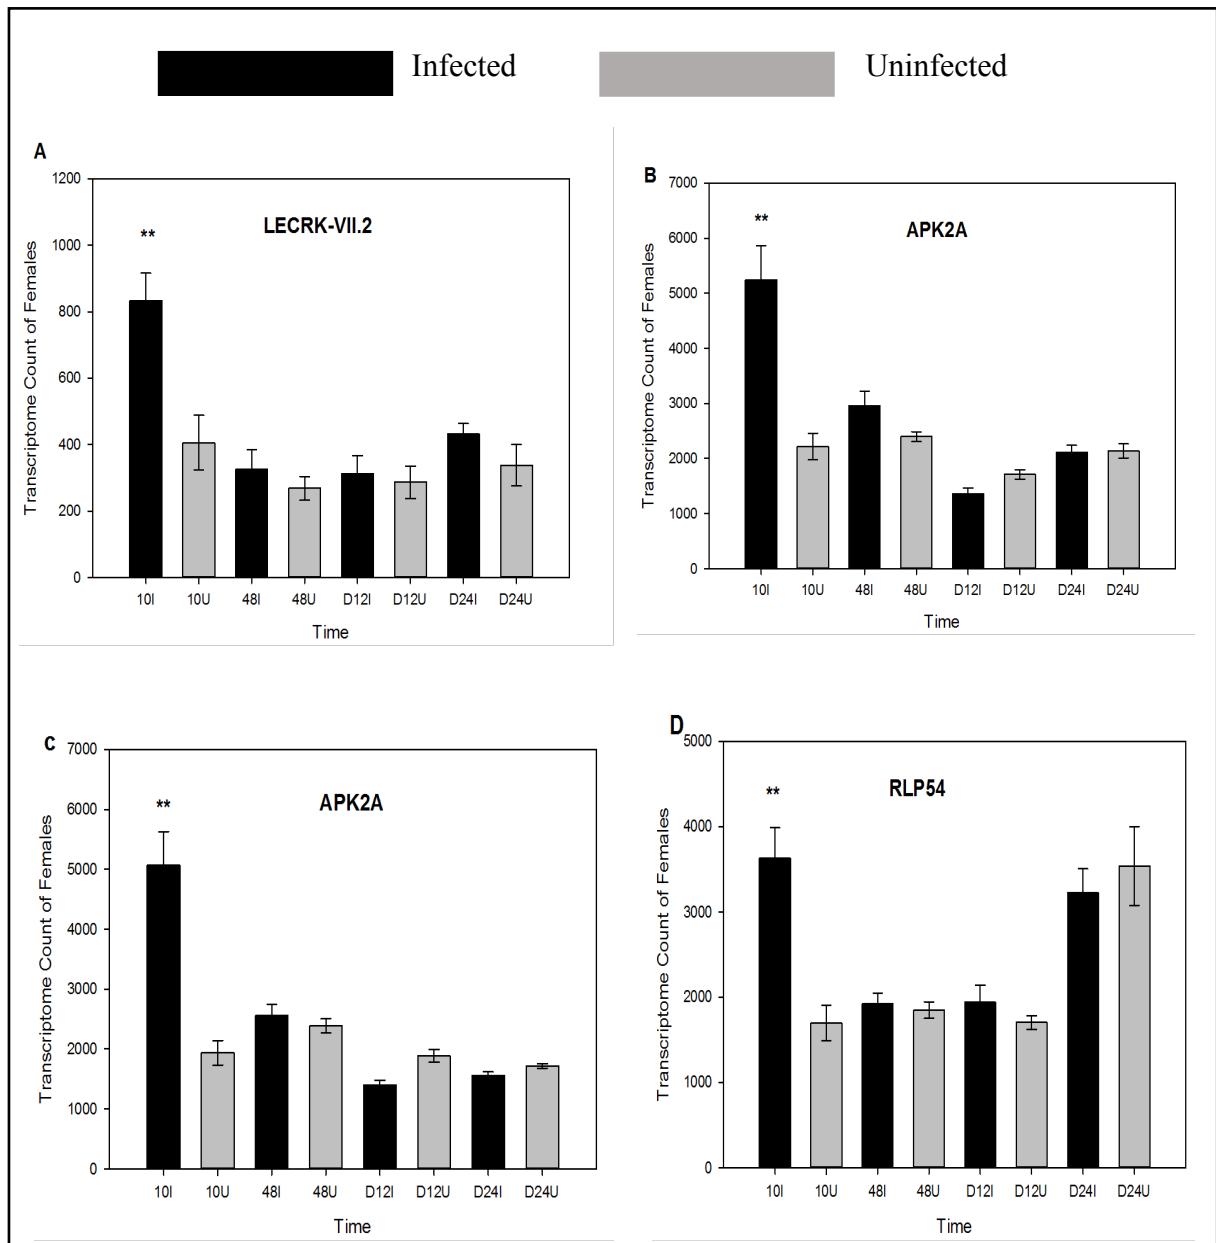 Infected Uninfected
A
LECRK-VII.2
**
Transcriptome Count of Females
1200
1000
800
600
400
200
0
10I 10U 48I 48U D12I D12U D24I D24U
Time
B
APK2A
**
Transcriptome Count of Females
7000
6000
5000
4000
3000
2000
1000
0
10I 10U 48I 48U D12I D12U D24I D24U
Time
C
APK2A
**
Transcriptome Count of Females
7000
6000
5000
4000
3000
2000
1000
0
10I 10U 48I 48U D12I D12U D24I D24U
Time
D
RLP54
**
Transcriptome Count of Females
5000
4000
3000
2000
1000
0
10I 10U 48I 48U D12I D12U D24I D24U
Time